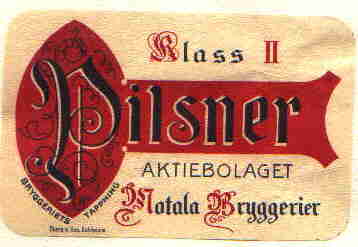 Klass II
Pilsner
AKTIEBOLAGET
Motala Bryggerier
BRYGGERIETS TAPPNING